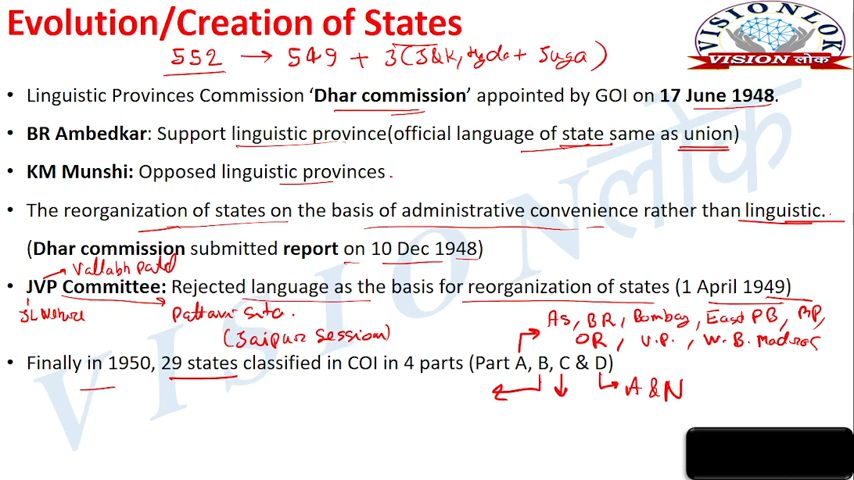 Evolution/Creation of States
VISIONLOK
VISION लोक
552 → 549 + 3 (J&K, Hyde + Juga)
• Linguistic Provinces Commission ‘Dhar commission’ appointed by GOI on 17 June 1948.
• BR Ambedkar: Support linguistic province(official language of state same as union)
• KM Munshi: Opposed linguistic provinces.
• The reorganization of states on the basis of administrative convenience rather than linguistic.
(Dhar commission submitted report on 10 Dec 1948)
Vallabh Patel
• JVP Committee: Rejected language as the basis for reorganization of states (1 April 1949)
JL Nehru
Pattavi Sita.
(Jaipur Session)
As, BR, Bombay, East PB, MP,
OR, U.P., W.B. Madras
• Finally in 1950, 29 states classified in COI in 4 parts (Part A, B, C & D)
A & N
VISIONलोक